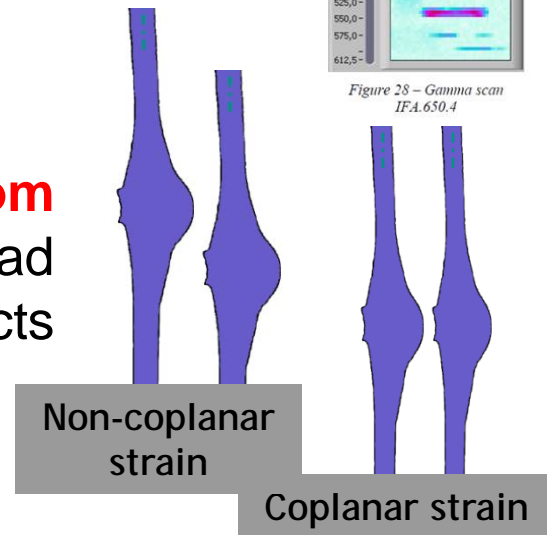 525,0-
550,0-
575,0-
612,5-
Figure 28 – Gamma scan
IFA.650.4
om
ad
cts
Non-coplanar
strain
Coplanar strain